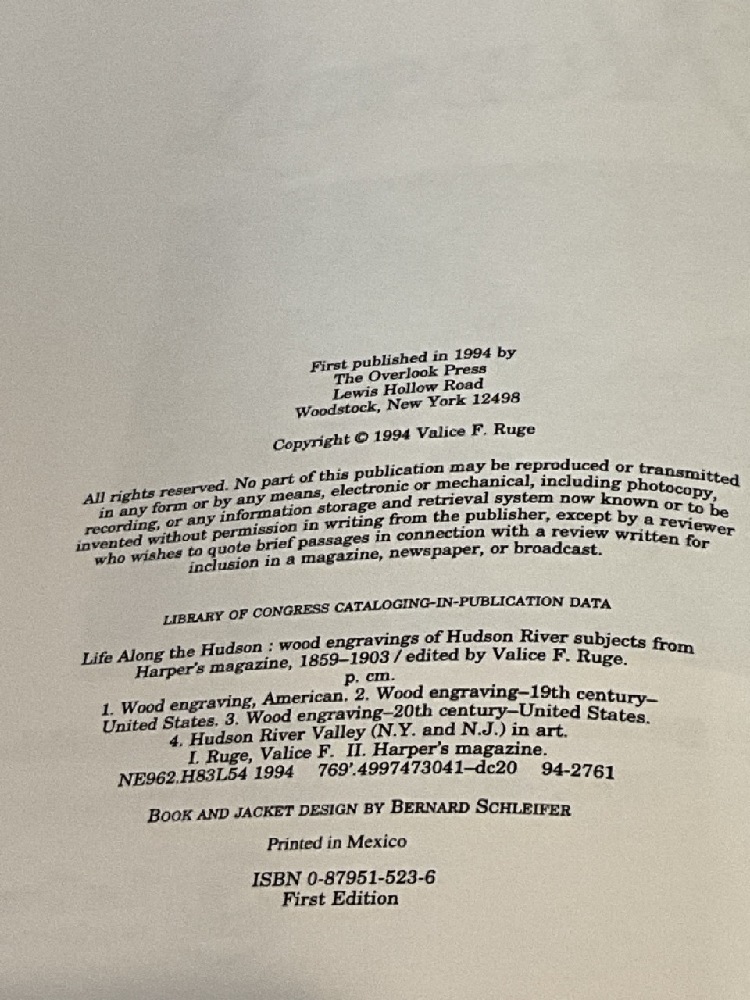 First published in 1994 by
The Overlook Press
Lewis Hollow Road
Woodstock, New York 12498
Copyright © 1994 Valice F. Ruge
All rights reserved. No part of this publication may be reproduced or transmitted
in any form or by any means, electronic or mechanical, including photocopy,
recording, or any information storage and retrieval system now known or to be
invented without permission in writing from the publisher, except by a reviewer
who wishes to quote brief passages in connection with a review written for
inclusion in a magazine, newspaper, or broadcast.
LIBRARY OF CONGRESS CATALOGING-IN-PUBLICATION DATA
Life Along the Hudson : wood engravings of Hudson River subjects from
Harper's magazine, 1859–1903 / edited by Valice F. Ruge.
p. cm.
1. Wood engraving, American. 2. Wood engraving–19th century–
United States. 3. Wood engraving–20th century–United States.
4. Hudson River Valley (N.Y. and N.J.) in art.
I. Ruge, Valice F. II. Harper's magazine.
NE962.H83L54 1994 769'.4997473041–dc20 94-2761
BOOK AND JACKET DESIGN BY BERNARD SCHLEIFER
Printed in Mexico
ISBN 0-87951-523-6
First Edition